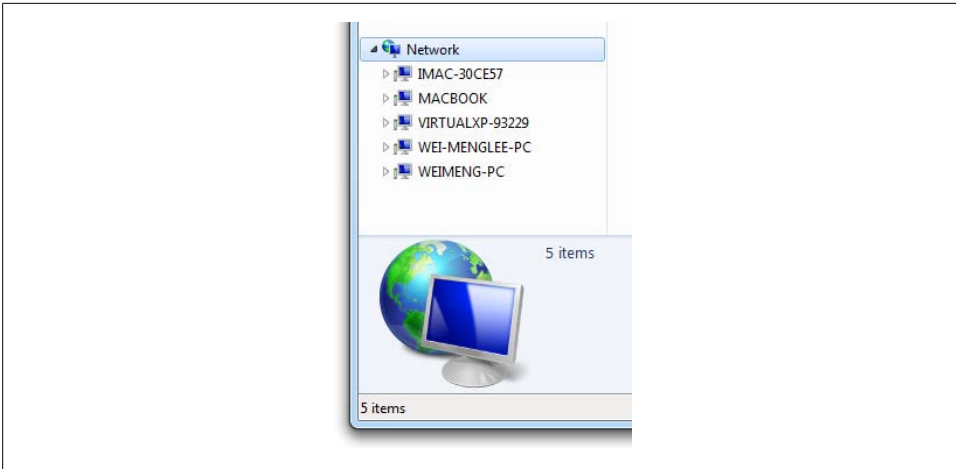 Network
IMAC-30CE57
MACBOOK
VIRTUALXP-93229
WEI-MENGLEE-PC
WEIMENG-PC
5 items
5 items